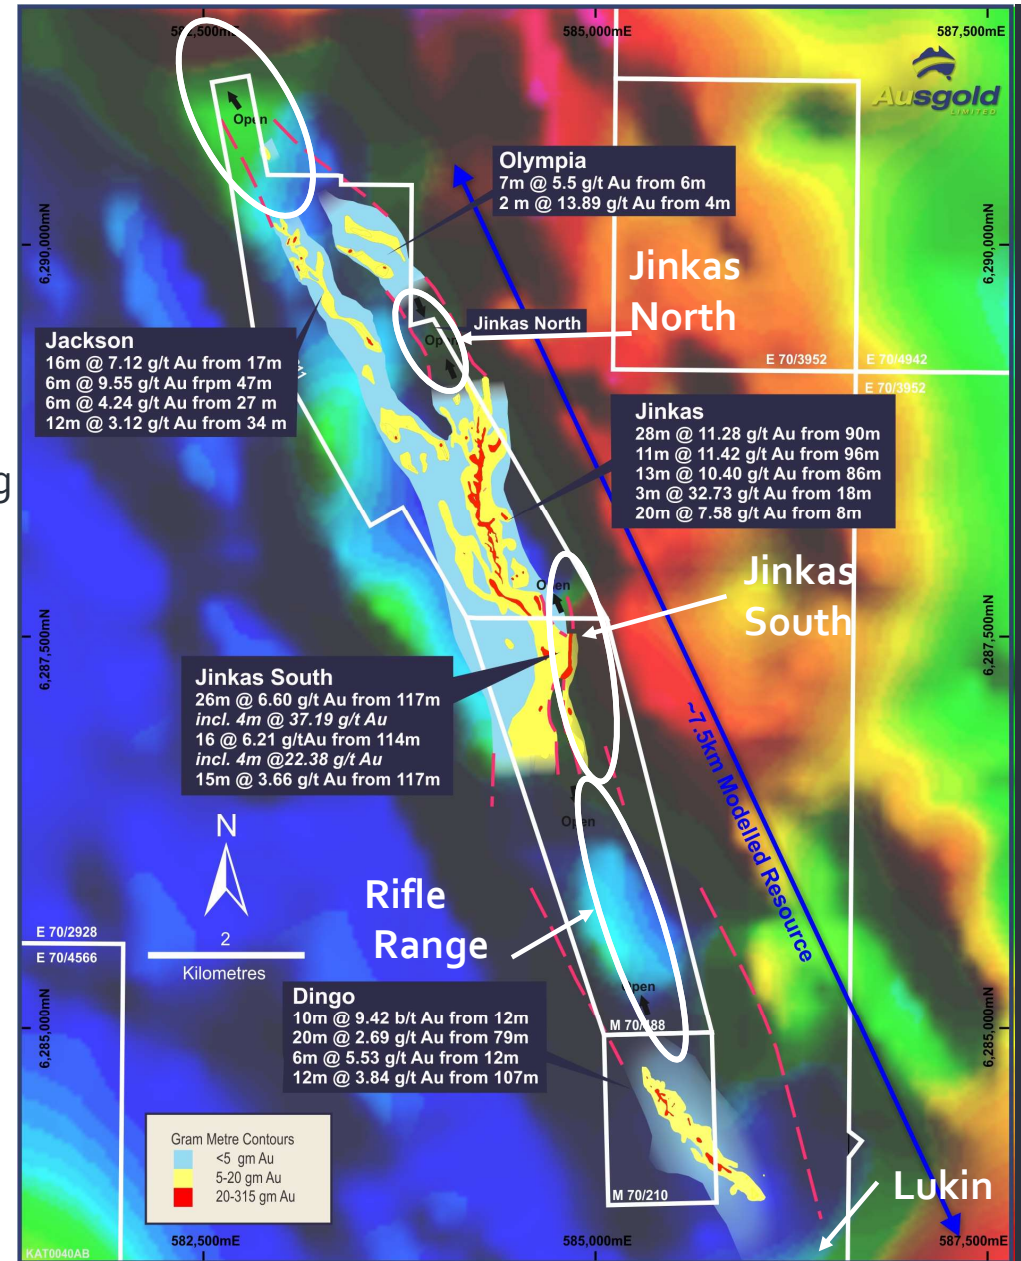 582,500mE
585,000mE
587,500mE
Ausgold
LIMITED
Open
Olympia
7m @ 5.5 g/t Au from 6m
2 m @ 13.89 g/t Au from 4m
6,290,000mN
6,290,000mN
Jinkas
North
Jinkas North
Open
Jackson
16m @ 7.12 g/t Au from 17m
6m @ 9.55 g/t Au frpm 47m
6m @ 4.24 g/t Au from 27 m
12m @ 3.12 g/t Au from 34 m
E 70/3952
E 70/4942
E 70/3952
Jinkas
28m @ 11.28 g/t Au from 90m
11m @ 11.42 g/t Au from 96m
13m @ 10.40 g/t Au from 86m
3m @ 32.73 g/t Au from 18m
20m @ 7.58 g/t Au from 8m
g
Open
Jinkas
South
6,287,500mN
6,287,500mN
Jinkas South
26m @ 6.60 g/t Au from 117m
incl. 4m @ 37.19 g/t Au
16 @ 6.21 g/tAu from 114m
incl. 4m @22.38 g/t Au
15m @ 3.66 g/t Au from 117m
~7.5km Modelled Resource
Open
N
2
Kilometres
Rifle
Range
E 70/2928
E 70/4566
Open
Dingo
10m @ 9.42 b/t Au from 12m
20m @ 2.69 g/t Au from 79m
6m @ 5.53 g/t Au from 12m
12m @ 3.84 g/t Au from 107m
M 70/488
6,285,000mN
6,285,000mN
Gram Metre Contours
<5 gm Au
5-20 gm Au
20-315 gm Au
M 70/210
Lukin
KAT0040AB
582,500mE
585,000mE
587,500mE